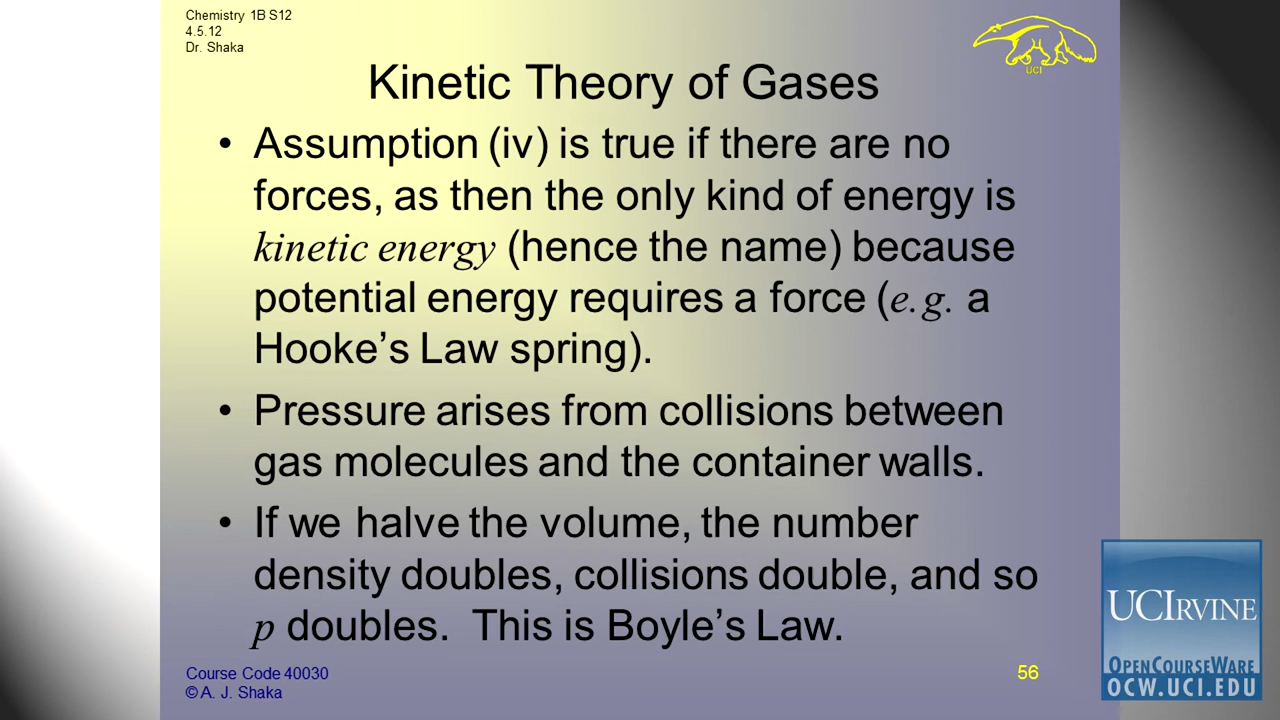 Chemistry 1B S12
4.5.12
Dr. Shaka
UCI
Kinetic Theory of Gases
• Assumption (iv) is true if there are no
forces, as then the only kind of energy is
kinetic energy (hence the name) because
potential energy requires a force (e. g. a
Hooke’s Law spring).
• Pressure arises from collisions between
gas molecules and the container walls.
• If we halve the volume, the number
density doubles, collisions double, and so
p doubles.  This is Boyle’s Law.
Course Code 40030
© A. J. Shaka
56
UCIRVINE
OPENCOURSEWARE
OCW.UCI.EDU